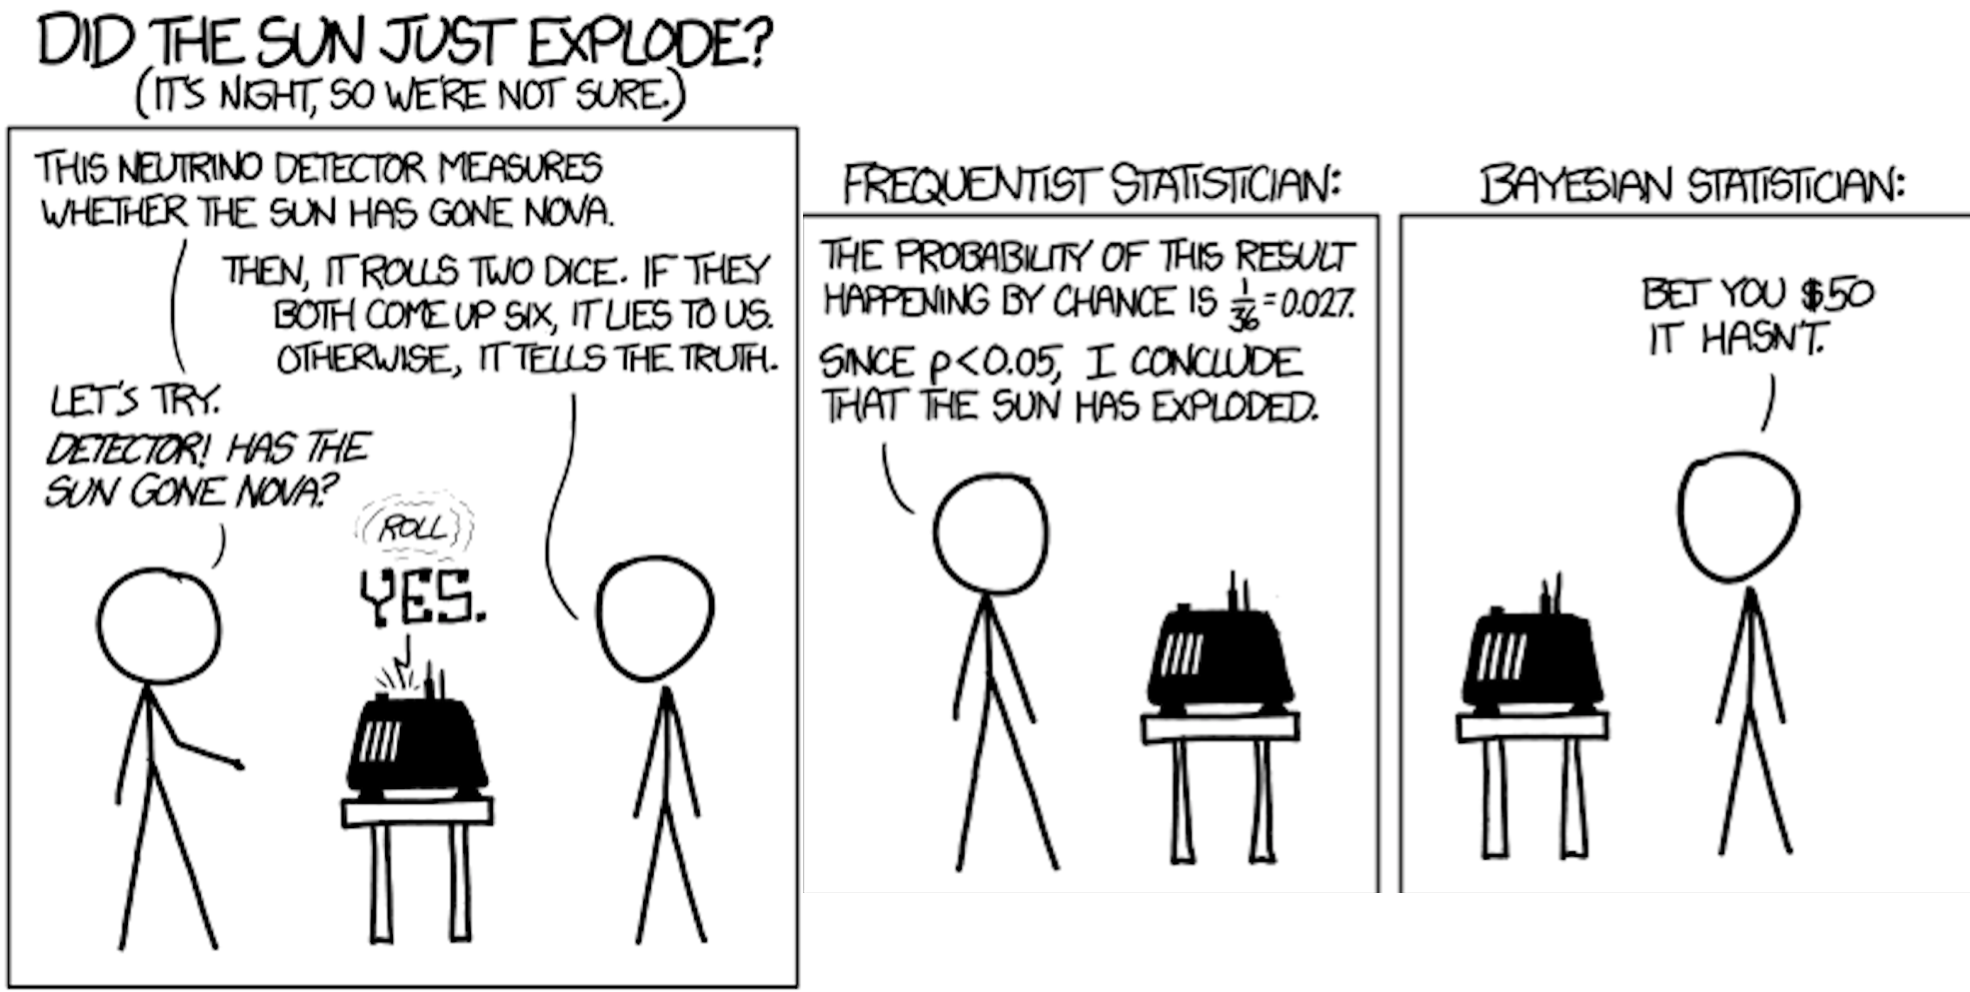 DID THE SUN JUST EXPLODE?
(IT'S NIGHT, SO WE'RE NOT SURE.)
THIS NEUTRINO DETECTOR MEASURES
WHETHER THE SUN HAS GONE NOVA.
THEN, IT ROLLS TWO DICE. IF THEY
BOTH COME UP SIX, IT LIES TO US.
OTHERWISE, IT TELLS THE TRUTH.
LET'S TRY.
DETECTOR! HAS THE
SUN GONE NOVA?
(ROLL)
YES.
FREQUENTIST STATISTICIAN:
THE PROBABILITY OF THIS RESULT
HAPPENING BY CHANCE IS 1/36 = 0.027.
SINCE p < 0.05, I CONCLUDE
THAT THE SUN HAS EXPLODED.
BAYESIAN STATISTICIAN:
BET YOU $50
IT HASN'T.